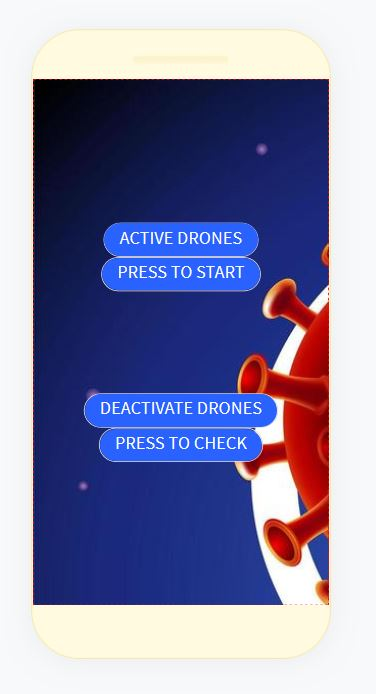 ACTIVE DRONES
PRESS TO START
DEACTIVATE DRONES
PRESS TO CHECK